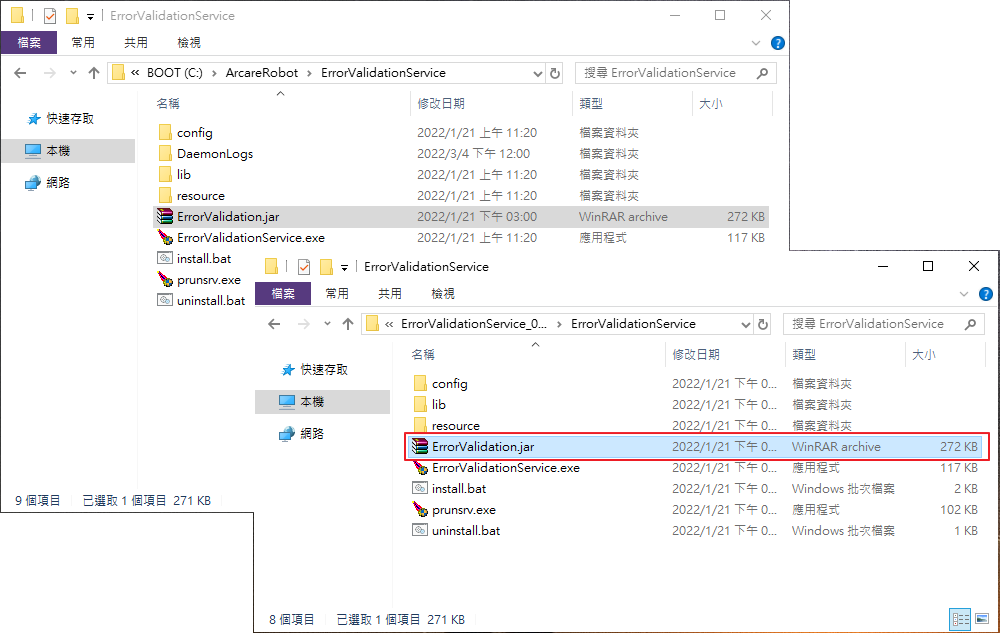 ErrorValidationService
檔案 常用 共用 檢視
« BOOT (C:) › ArcareRobot › ErrorValidationService 搜尋 ErrorValidationService
快速存取
本機
網路
名稱 修改日期 類型 大小
config 2022/1/21 上午 11:20 檔案資料夾
DaemonLogs 2022/3/4 下午 12:00 檔案資料夾
lib 2022/1/21 上午 11:20 檔案資料夾
resource 2022/1/21 上午 11:20 檔案資料夾
ErrorValidation.jar 2022/1/21 下午 03:00 WinRAR archive 272 KB
ErrorValidationService.exe 2022/1/21 上午 11:20 應用程式 117 KB
install.bat
prunsrv.exe
uninstall.bat
9 個項目 已選取 1 個項目 271 KB
ErrorValidationService
檔案 常用 共用 檢視
« ErrorValidationService_0... › ErrorValidationService 搜尋 ErrorValidationService
快速存取
本機
網路
名稱 修改日期 類型 大小
config 2022/1/21 下午 0... 檔案資料夾
lib 2022/1/21 下午 0... 檔案資料夾
resource 2022/1/21 下午 0... 檔案資料夾
ErrorValidation.jar 2022/1/21 下午 0... WinRAR archive 272 KB
ErrorValidationService.exe 2022/1/21 下午 0... 應用程式 117 KB
install.bat 2022/1/21 下午 0... Windows 批次檔案 2 KB
prunsrv.exe 2022/1/21 下午 0... 應用程式 102 KB
uninstall.bat 2022/1/21 下午 0... Windows 批次檔案 1 KB
8 個項目 已選取 1 個項目 271 KB